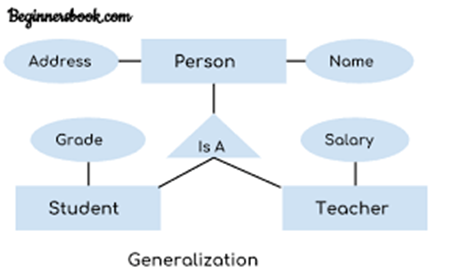 Beginnersbook.com
Address
Person
Name
Grade
Is A
Salary
Student
Teacher
Generalization